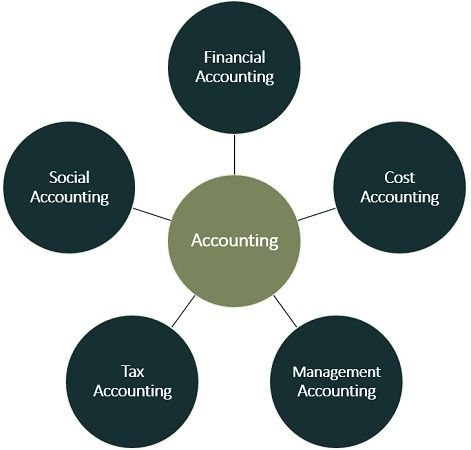 Financial
Accounting
Social
Accounting
Cost
Accounting
Accounting
Tax
Accounting
Management
Accounting